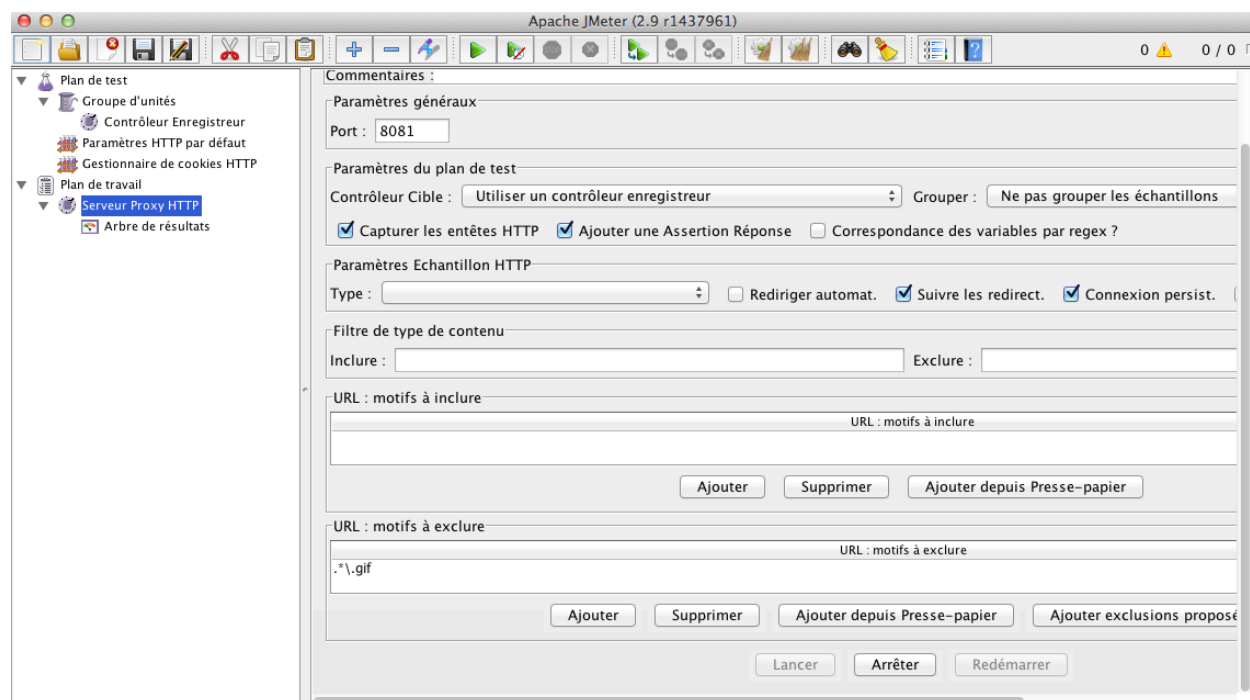 Apache JMeter (2.9 r1437961)
0 0 / 0
Plan de test
Groupe d'unités
Contrôleur Enregistreur
Paramètres HTTP par défaut
Gestionnaire de cookies HTTP
Plan de travail
Serveur Proxy HTTP
Arbre de résultats
Commentaires :
Paramètres généraux
Port : 8081
Paramètres du plan de test
Contrôleur Cible : Utiliser un contrôleur enregistreur Grouper : Ne pas grouper les échantillons
Capturer les entêtes HTTP Ajouter une Assertion Réponse Correspondance des variables par regex ?
Paramètres Echantillon HTTP
Type : Rediriger automat. Suivre les redirect. Connexion persist.
Filtre de type de contenu
Inclure : Exclure :
URL : motifs à inclure
URL : motifs à inclure
Ajouter Supprimer Ajouter depuis Presse-papier
URL : motifs à exclure
URL : motifs à exclure
.*\.gif
Ajouter Supprimer Ajouter depuis Presse-papier Ajouter exclusions proposé
Lancer Arrêter Redémarrer